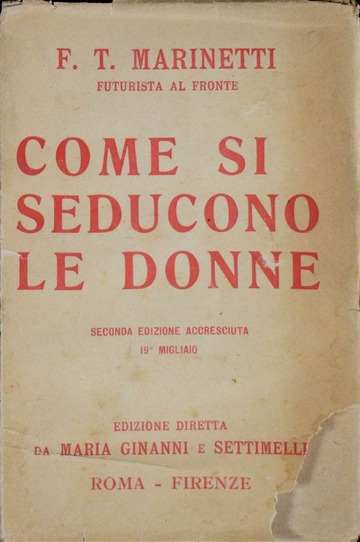 F. T. MARINETTI
FUTURISTA AL FRONTE
COME SI
SEDUCONO
LE DONNE
SECONDA EDIZIONE ACCRESCIUTA
19° MIGLIAIO
EDIZIONE DIRETTA
DA MARIA GINANNI E SETTIMELLI
ROMA - FIRENZE